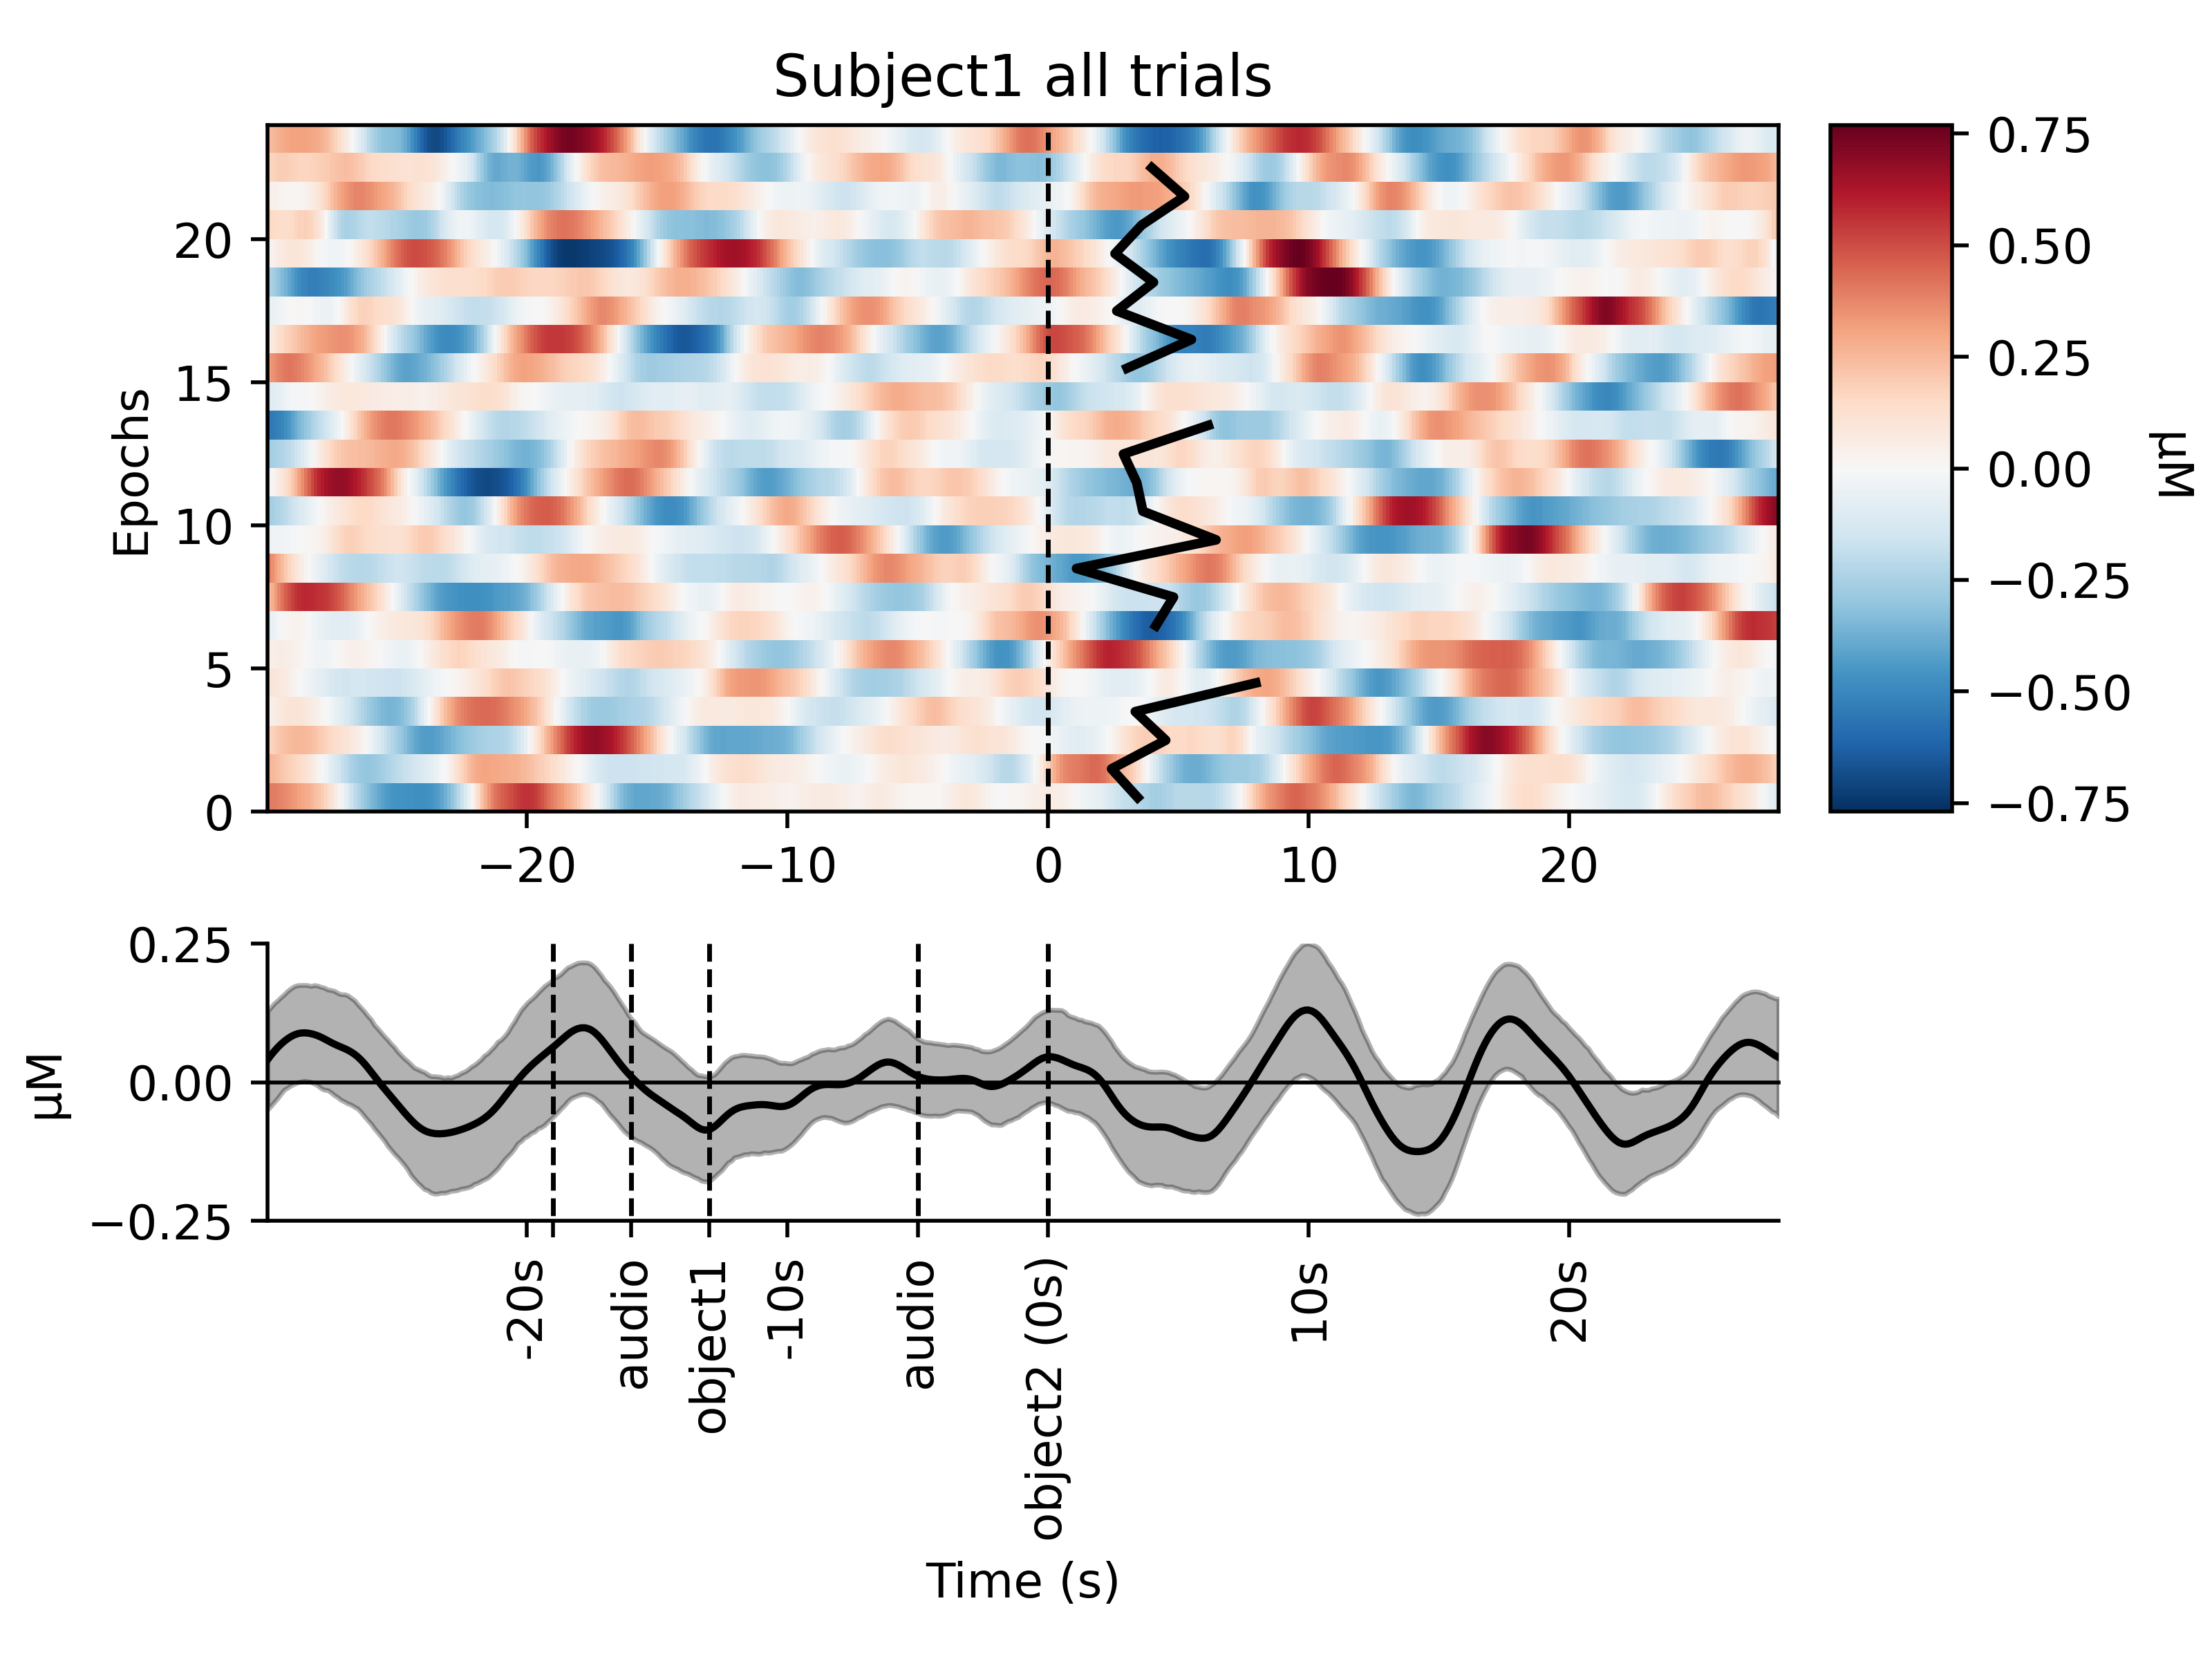 Subject1 all trials
Epochs
20
15
10
5
0
−20
−10
0
10
20
0.75
0.50
0.25
0.00
−0.25
−0.50
−0.75
µM
µM
0.25
0.00
−0.25
-20s
audio
object1
-10s
audio
object2 (0s)
10s
20s
Time (s)